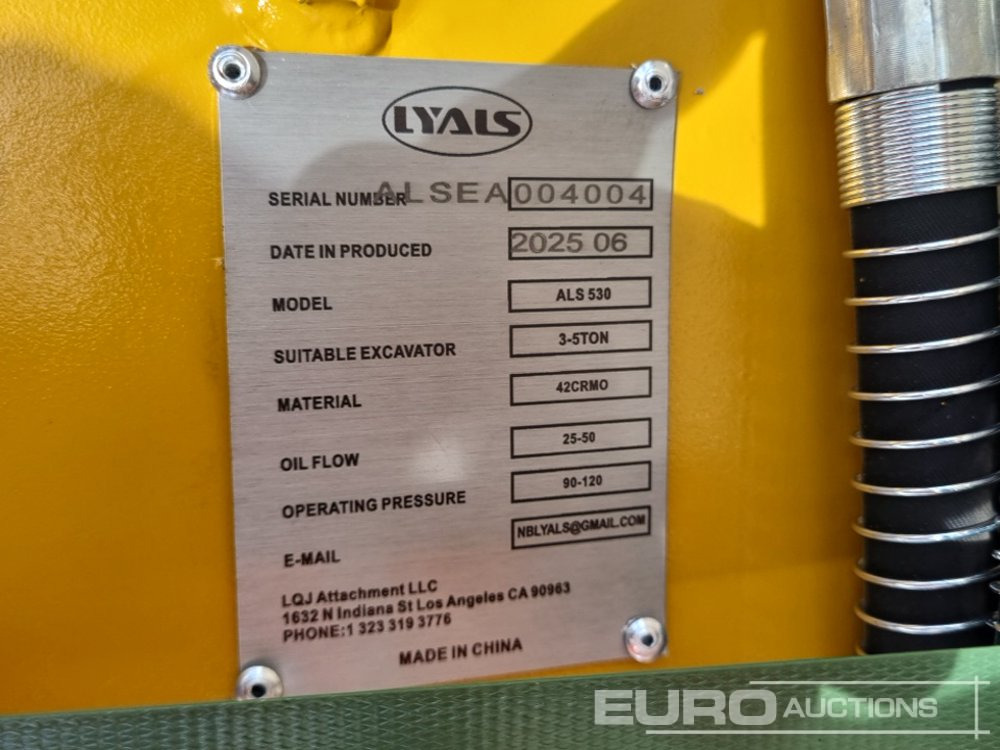 LYALS
SERIAL NUMBER ALSEA004004
DATE IN PRODUCED 2025 06
MODEL ALS 530
SUITABLE EXCAVATOR 3-5TON
MATERIAL 42CRMO
OIL FLOW 25-50
OPERATING PRESSURE 90-120
E-MAIL NBLYALS@GMAIL.COM
LQJ Attachment LLC
1632 N Indiana St Los Angeles CA 90963
PHONE:1 323 319 3776
MADE IN CHINA
EURO AUCTIONS